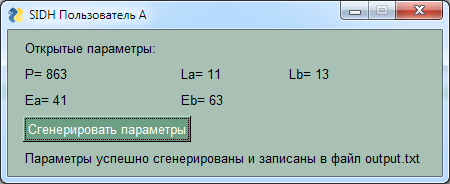 SIDH Пользователь А
Открытые параметры:
P= 863 La= 11 Lb= 13
Ea= 41 Eb= 63
Сгенерировать параметры
Параметры успешно сгенерированы и записаны в файл output.txt